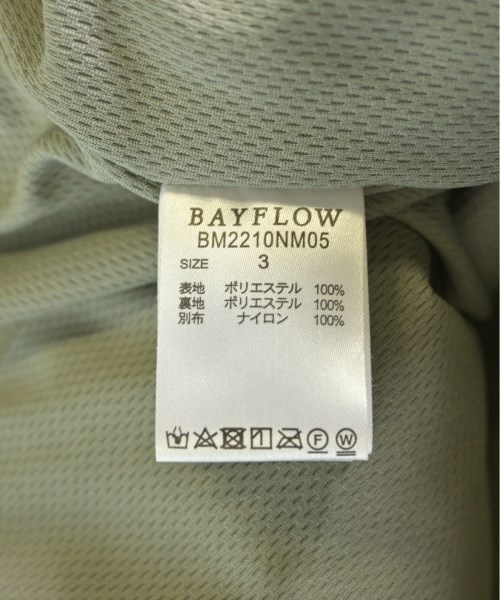 BAYFLOW
BM2210NM05
SIZE 3
表地 ポリエステル 100%
裏地 ポリエステル 100%
別布 ナイロン 100%
F W